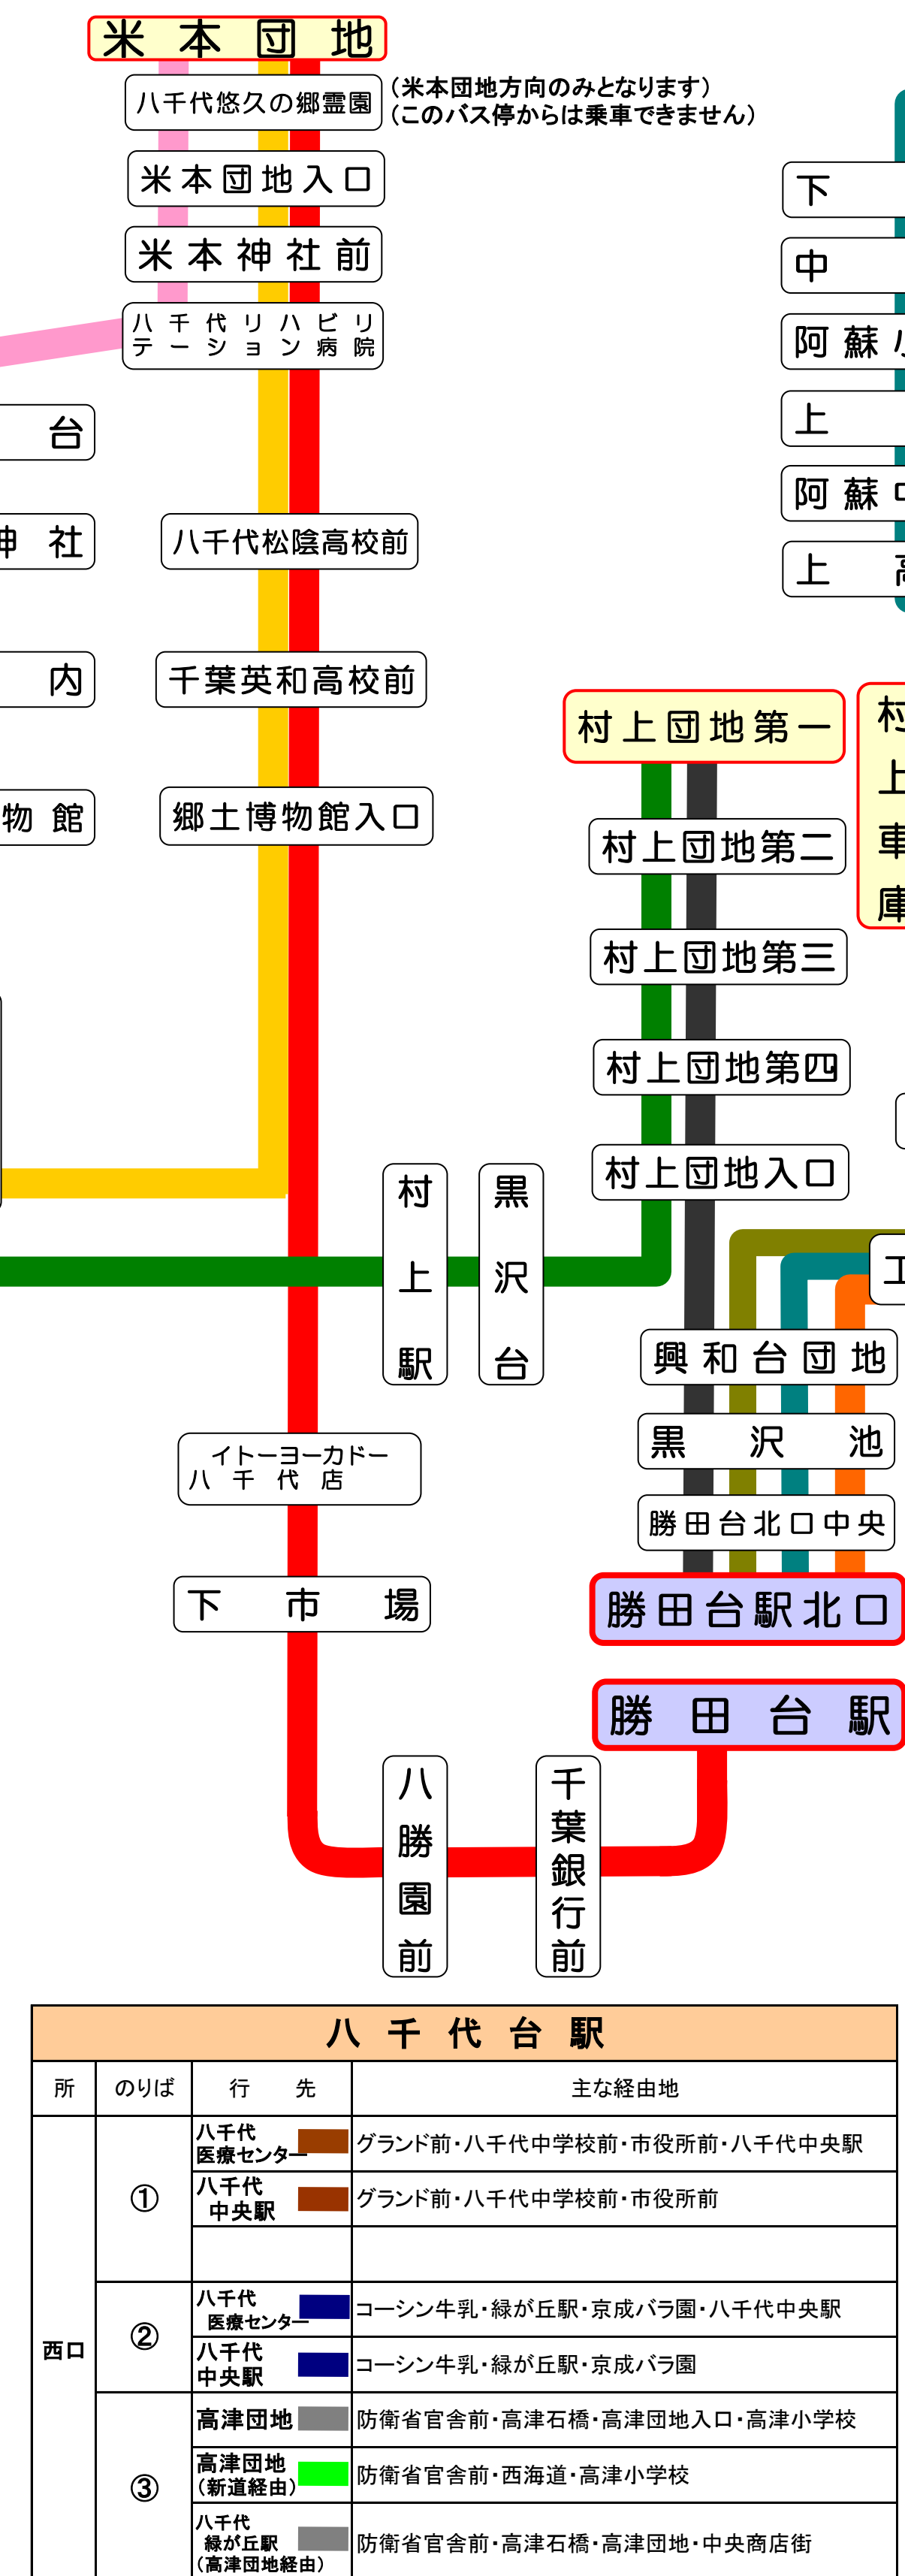 米本団地
八千代悠久の郷霊園
(米本団地方向のみとなります)
(このバス停からは乗車できません)
米本団地入口
米本神社前
八千代リハビリ
テーション病院
下
中
阿蘇小
上
阿蘇中
上高
台
神社
内
物館
八千代松陰高校前
千葉英和高校前
郷土博物館入口
村上団地第一
村上車庫
村上団地第二
村上団地第三
村上団地第四
村上団地入口
村上駅
黒沢台
工
興和台団地
黒沢池
勝田台北口中央
勝田台駅北口
イトーヨーカドー
八千代店
下市場
勝田台駅
八勝園前
千葉銀行前
八千代台駅
所 のりば 行先 主な経由地
西口
①
八千代
医療センター グランド前・八千代中学校前・市役所前・八千代中央駅
八千代
中央駅 グランド前・八千代中学校前・市役所前
②
八千代
医療センター コーシン牛乳・緑が丘駅・京成バラ園・八千代中央駅
八千代
中央駅 コーシン牛乳・緑が丘駅・京成バラ園
③
高津団地 防衛省官舎前・高津石橋・高津団地入口・高津小学校
高津団地
(新道経由) 防衛省官舎前・西海道・高津小学校
八千代
緑が丘駅
(高津団地経由) 防衛省官舎前・高津石橋・高津団地・中央商店街